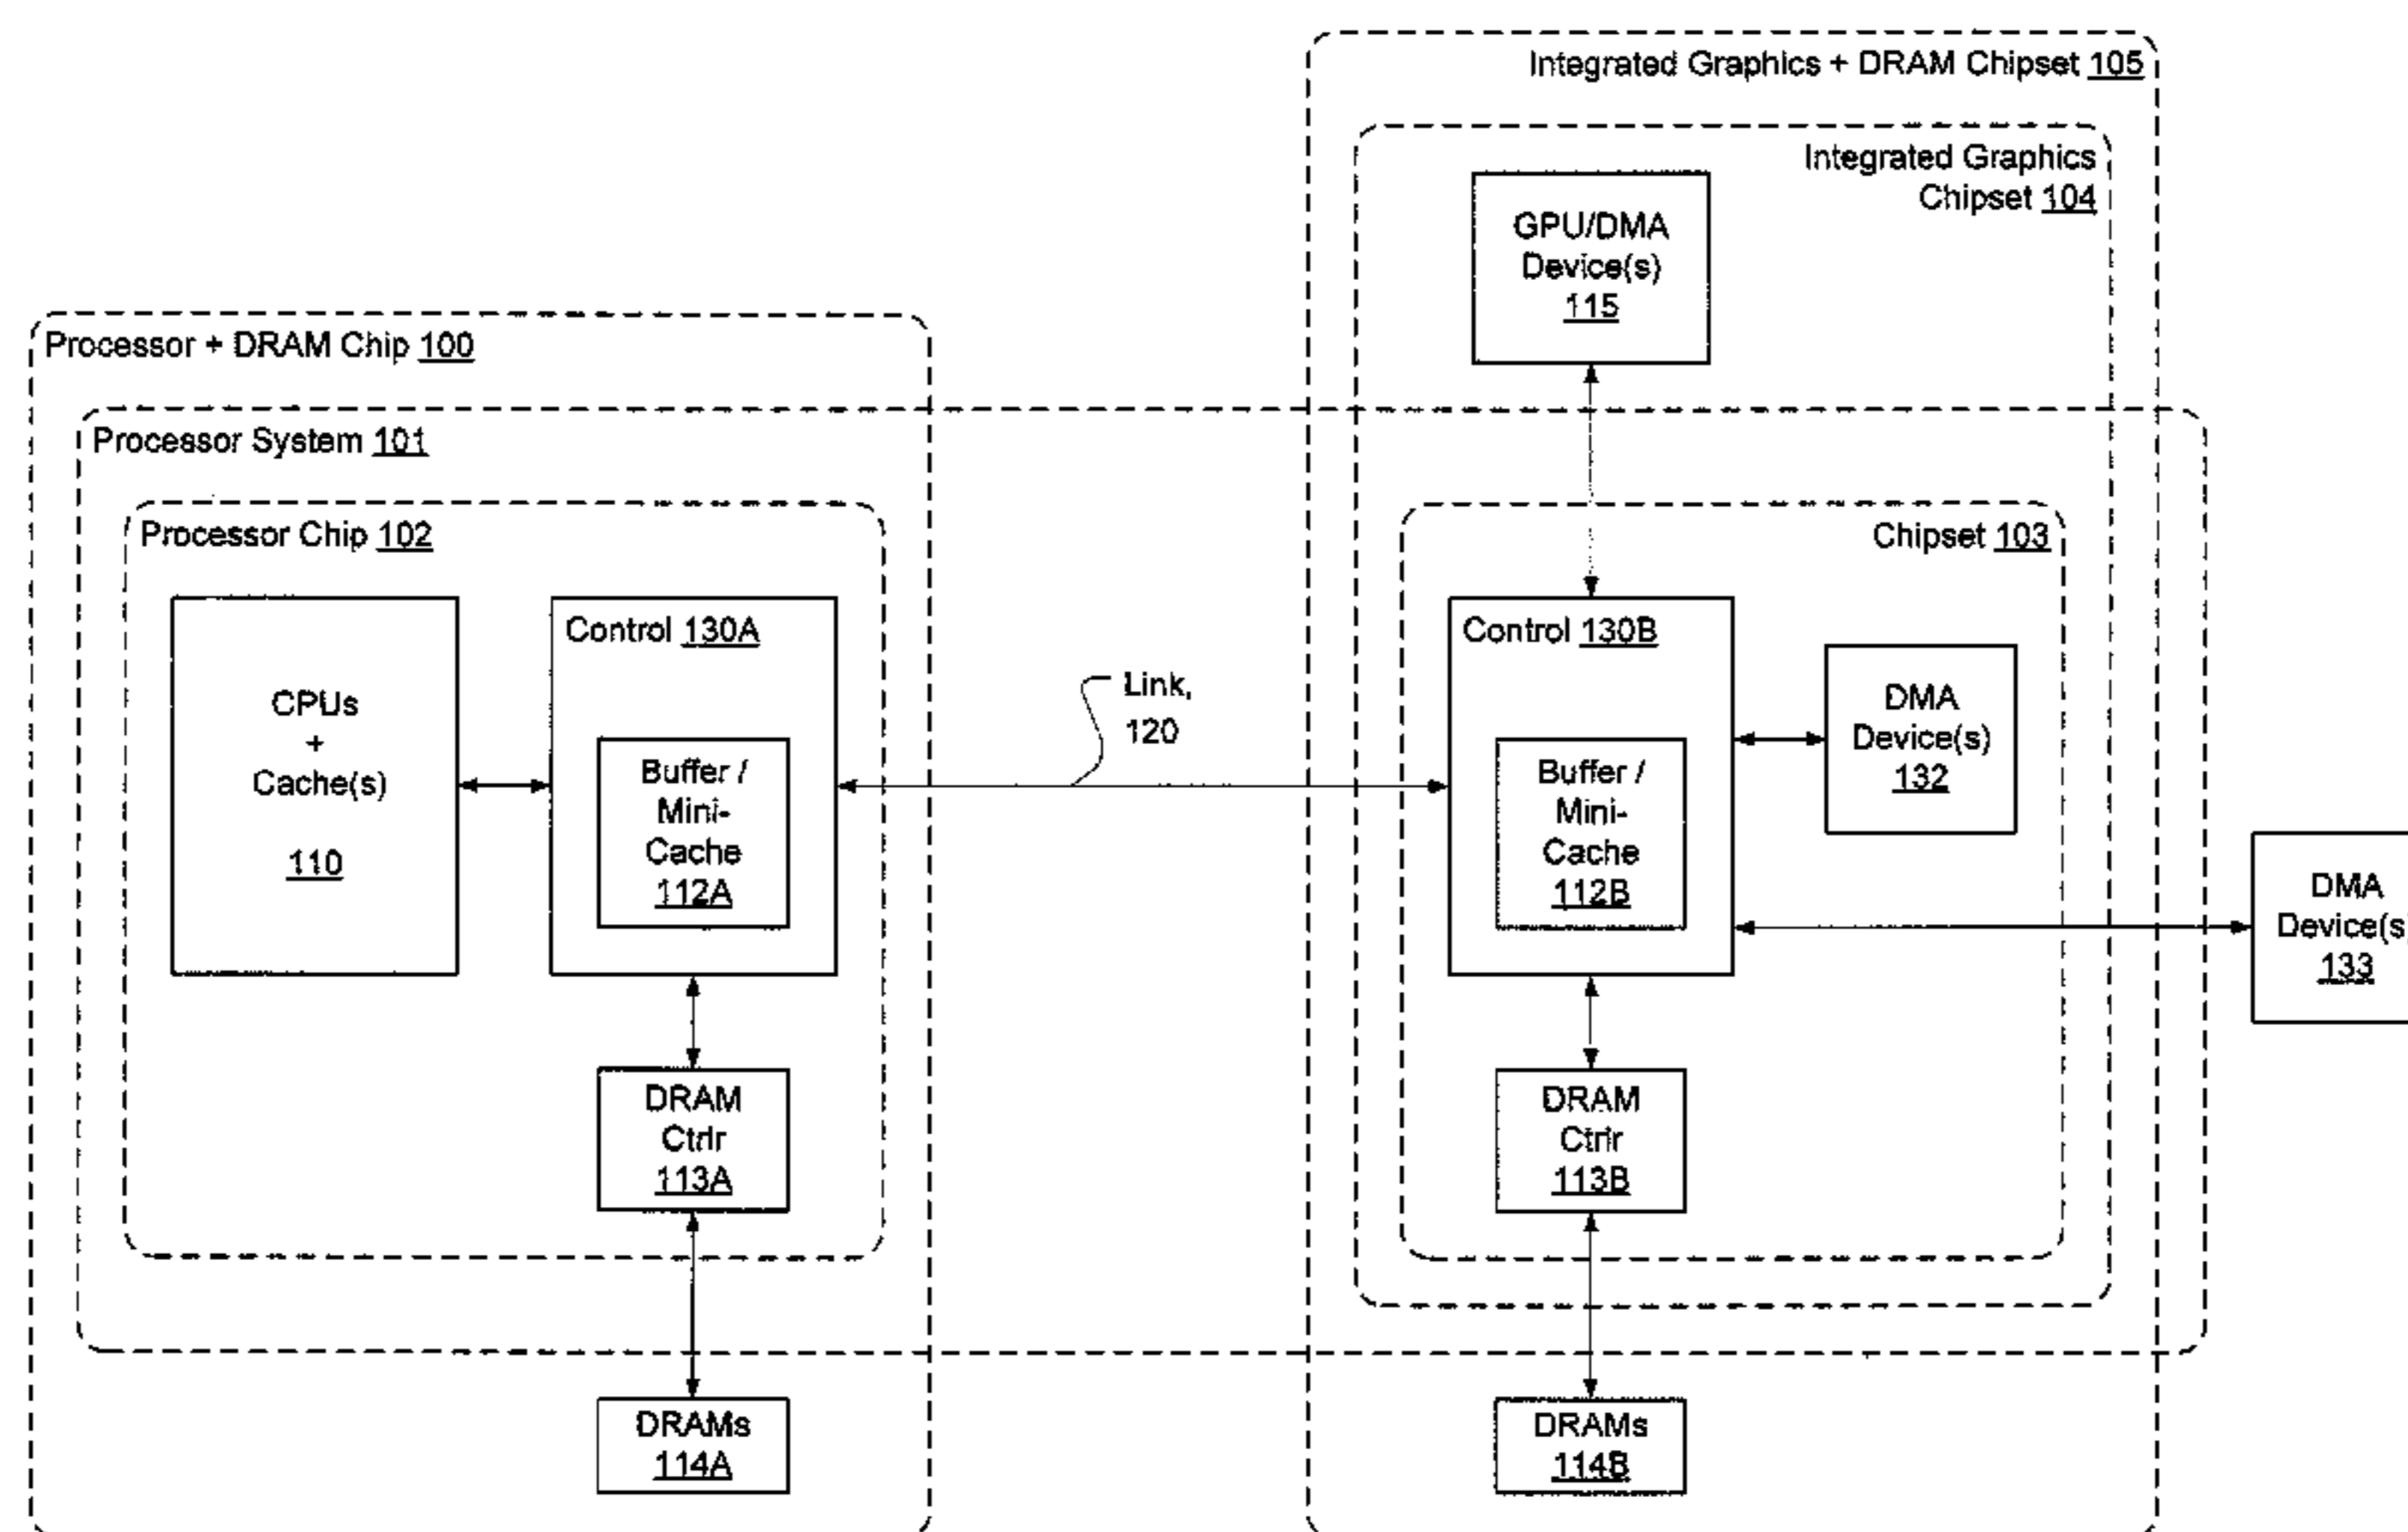 Integrated Graphics + DRAM Chipset 105
Integrated Graphics
Chipset 104
GPU/DMA
Device(s)
115
Processor + DRAM Chip 100
Processor System 101
Processor Chip 102
Chipset 103
CPUs
+
Cache(s)
110
Control 130A
Buffer /
Mini-
Cache
112A
Link,
120
Control 130B
Buffer /
Mini-
Cache
112B
DMA
Device(s)
132
DMA
Device(s
133
DRAM
Ctrlr
113A
DRAM
Ctrlr
113B
DRAMs
114A
DRAMs
114B